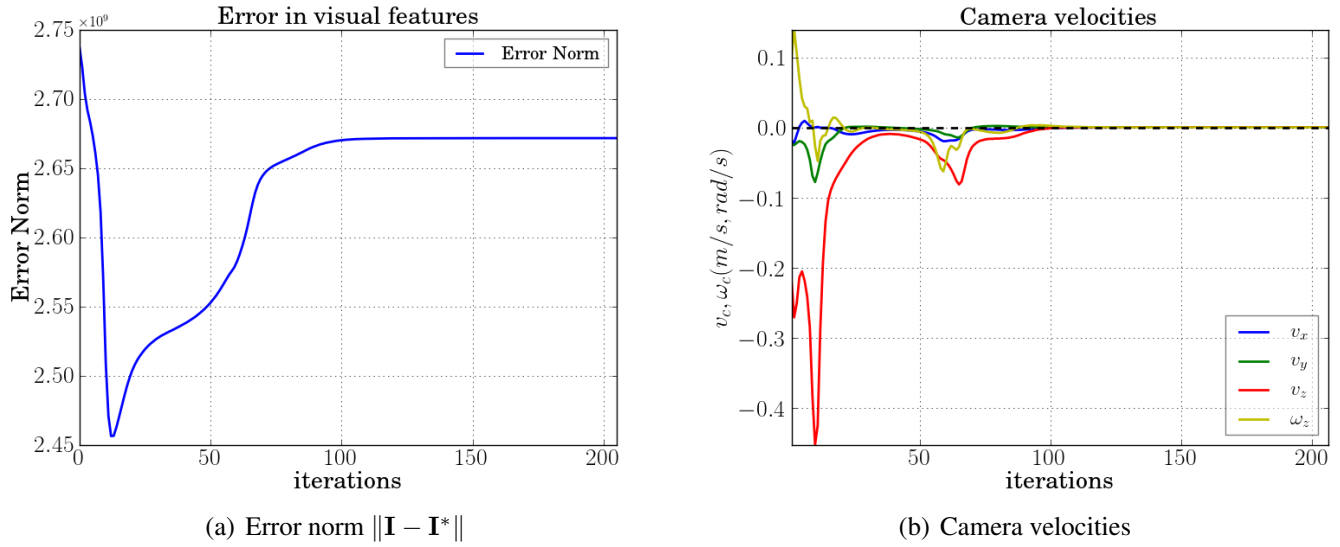 Error in visual features
×10⁹
2.75
2.70
2.65
2.60
2.55
2.50
2.45
Error Norm
Error Norm
0 50 100 150 200
iterations
(a) Error norm ‖I − I*‖
Camera velocities
0.1
0.0
−0.1
−0.2
−0.3
−0.4
v_c, ω_c(m/s, rad/s)
v_x
v_y
v_z
ω_z
50 100 150 200
iterations
(b) Camera velocities